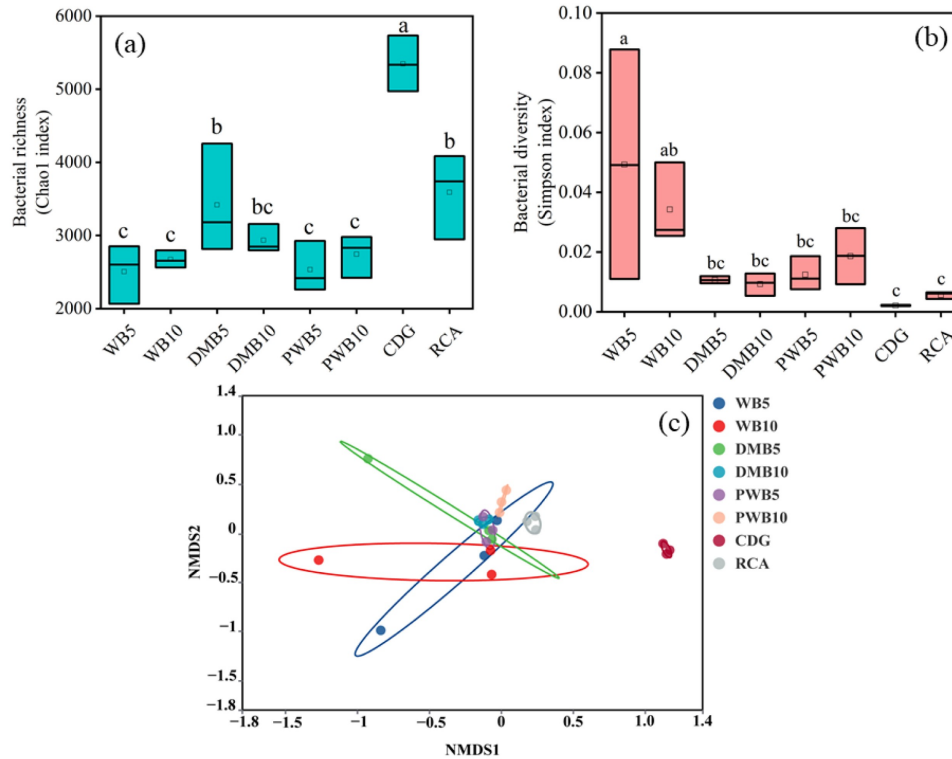 (a)
Bacterial richness
(Chao1 index)
6000
5000
4000
3000
2000
c
c
b
bc
c
c
a
b
WB5
WB10
DMB5
DMB10
PWB5
PWB10
CDG
RCA
(b)
Bacterial diversity
(Simpson index)
0.10
0.08
0.06
0.04
0.02
0.00
a
ab
bc
bc
bc
bc
c
c
WB5
WB10
DMB5
DMB10
PWB5
PWB10
CDG
RCA
(c)
NMDS2
1.4
1.0
0.5
0
−0.5
−1
−1.5
−1.8
−1.8
−1
−0.5
0
0.5
1.4
NMDS1
WB5
WB10
DMB5
DMB10
PWB5
PWB10
CDG
RCA